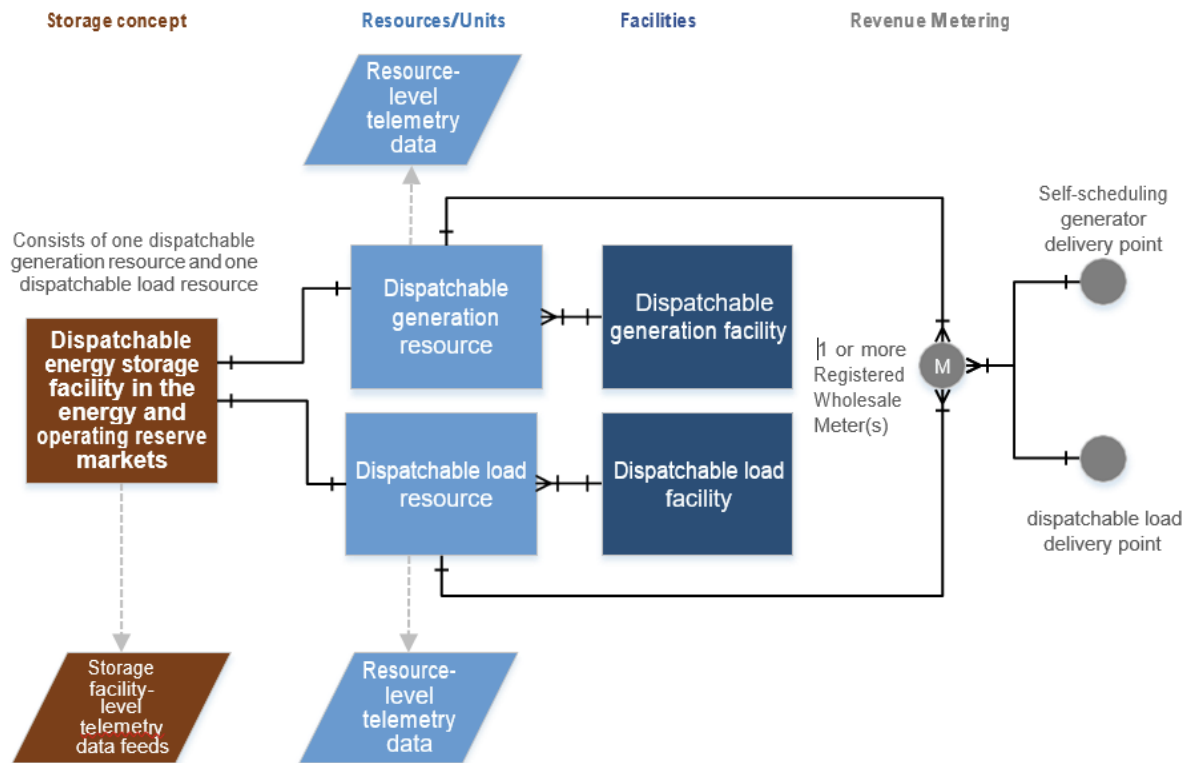 Storage concept
Resources/Units
Facilities
Revenue Metering
Resource-
level
telemetry
data
Consists of one dispatchable
generation resource and one
dispatchable load resource
Dispatchable
energy storage
facility in the
energy and
operating reserve
markets
Dispatchable
generation
resource
Dispatchable
generation facility
Dispatchable load
resource
Dispatchable load
facility
1 or more
Registered
Wholesale
Meter(s)
M
Self-scheduling
generator
delivery point
dispatchable load
delivery point
Storage
facility-
level
telemetry
data feeds
Resource-
level
telemetry
data